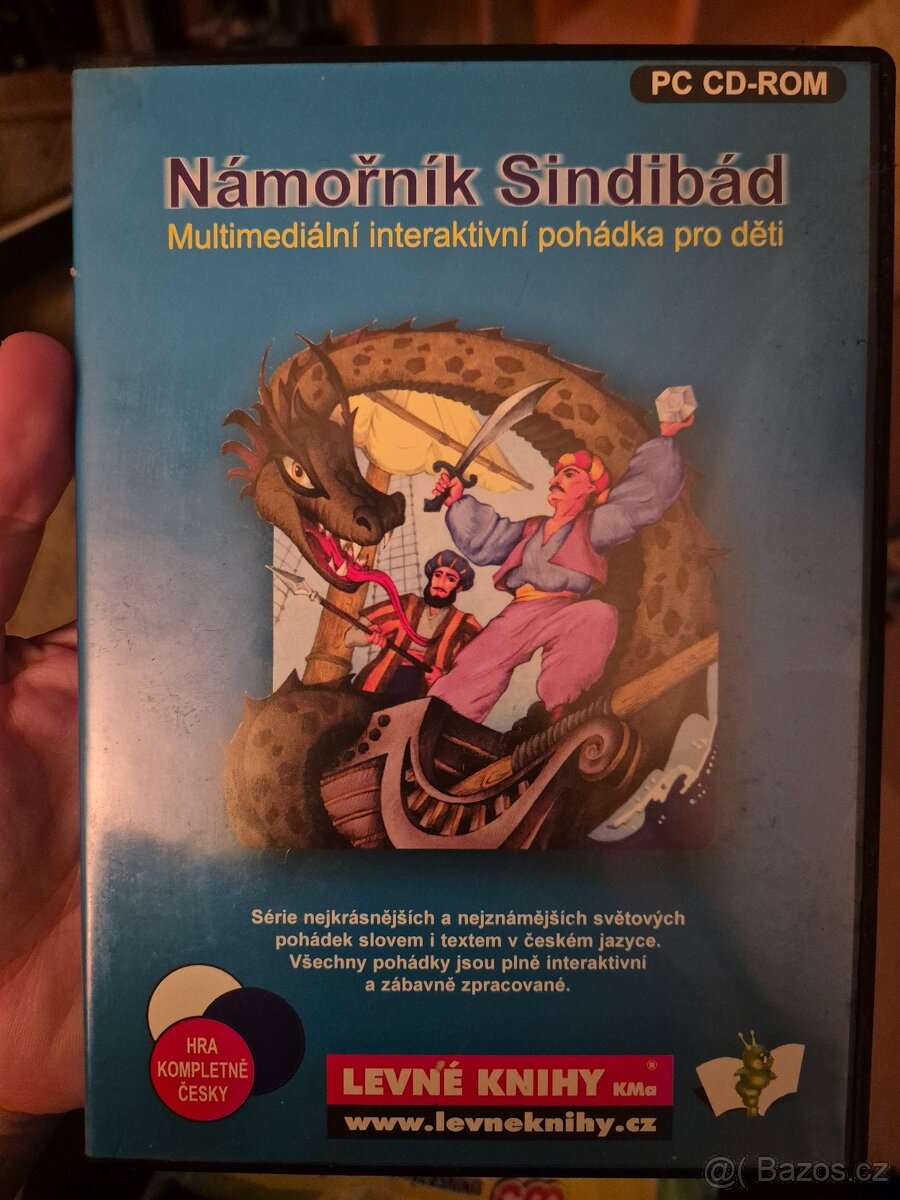 PC CD-ROM
Námořník Sindibád
Multimediální interaktivní pohádka pro děti
Série nejkrásnějších a nejznámějších světových
pohádek slovem i textem v českém jazyce.
Všechny pohádky jsou plně interaktivní
a zábavně zpracované.
HRA
KOMPLETNĚ
ČESKY
LEVNÉ KNIHY KMa ®
www.levneknihy.cz
@( Bazos.cz